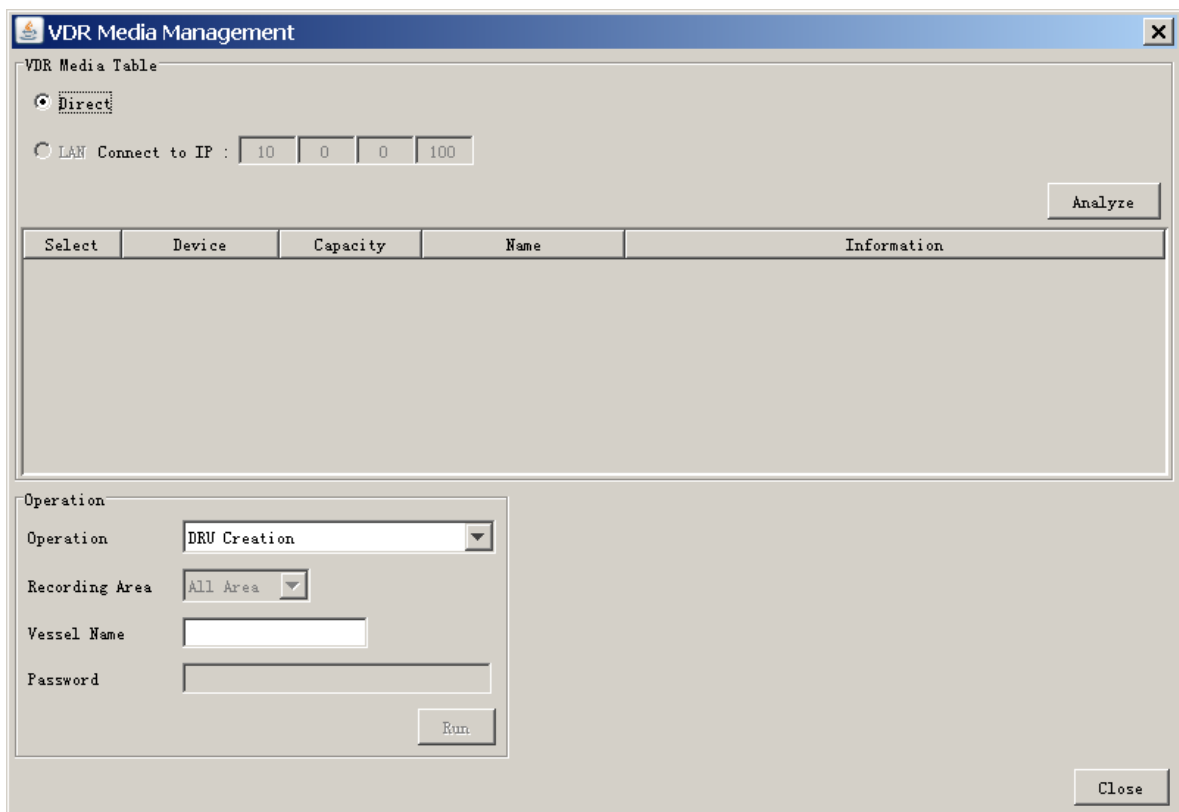 VDR Media Management
VDR Media Table
Direct
LAN Connect to IP : 10 0 0 100
Analyze
Select Device Capacity Name Information
Operation
Operation DRU Creation
Recording Area All Area
Vessel Name
Password
Run
Close